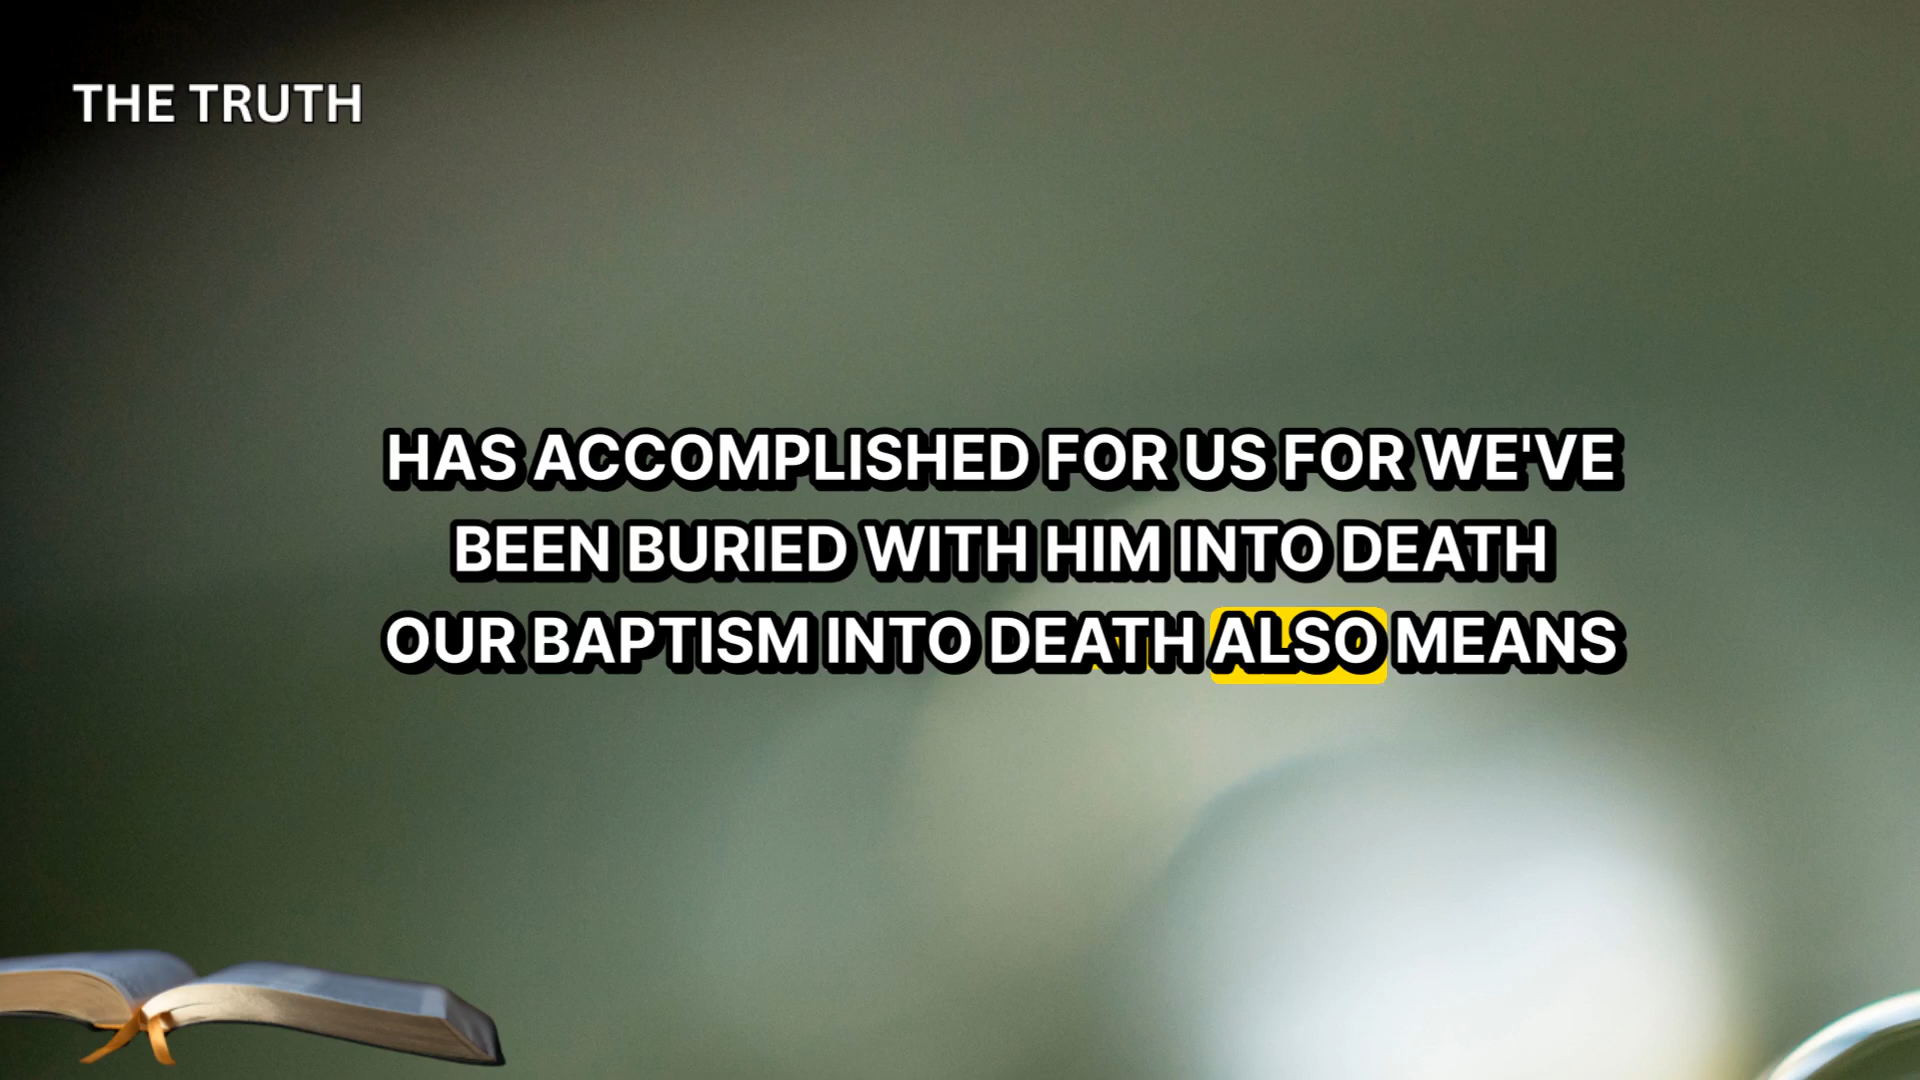 THE TRUTH
HAS ACCOMPLISHED FOR US FOR WE'VE
BEEN BURIED WITH HIM INTO DEATH
OUR BAPTISM INTO DEATH ALSO MEANS